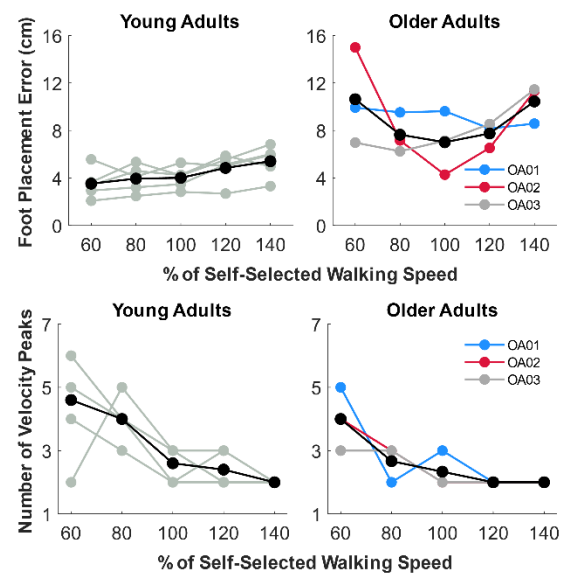 Young Adults
Older Adults
Foot Placement Error (cm)
16
12
8
4
0
60 80 100 120 140
16
12
8
4
0
OA01
OA02
OA03
60 80 100 120 140
% of Self-Selected Walking Speed
Young Adults
Older Adults
Number of Velocity Peaks
7
5
3
1
60 80 100 120 140
7
5
3
1
OA01
OA02
OA03
60 80 100 120 140
% of Self-Selected Walking Speed